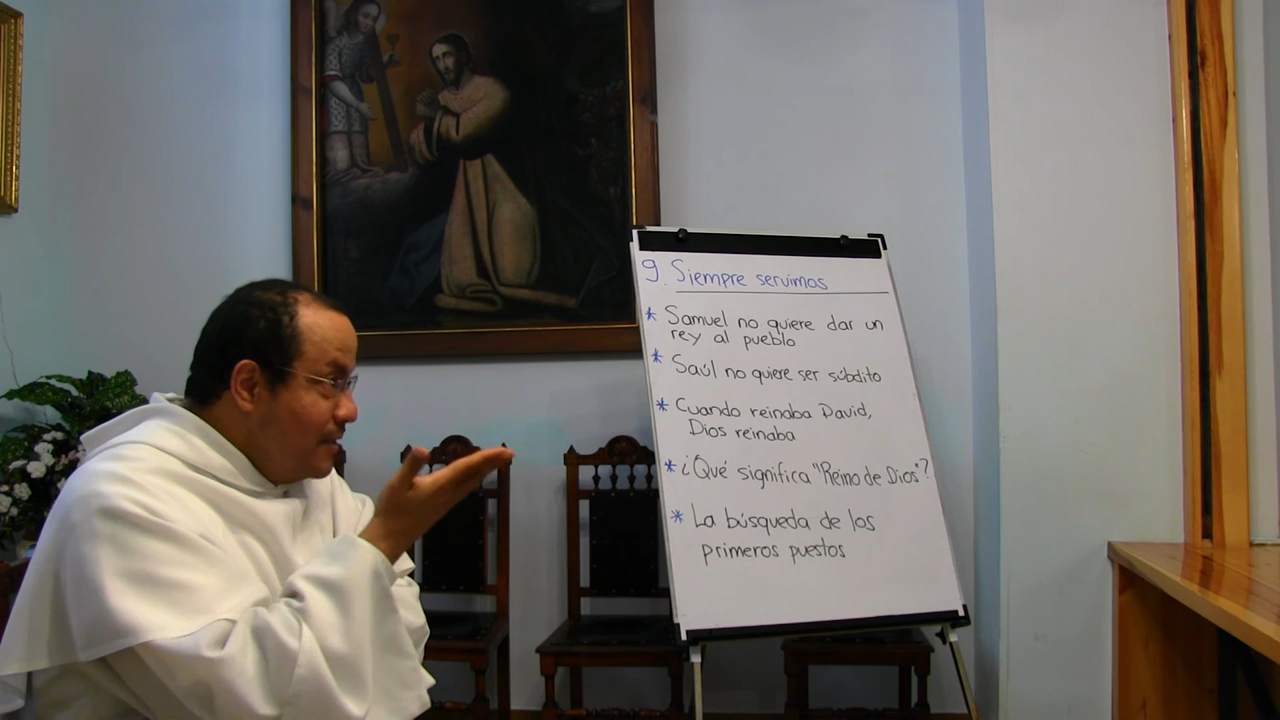 9. Siempre servimos
* Samuel no quiere dar un
rey al pueblo
* Saúl no quiere ser súbdito
* Cuando reinaba David,
Dios reinaba
* ¿Qué significa "Reino de Dios"?
* La búsqueda de los
primeros puestos